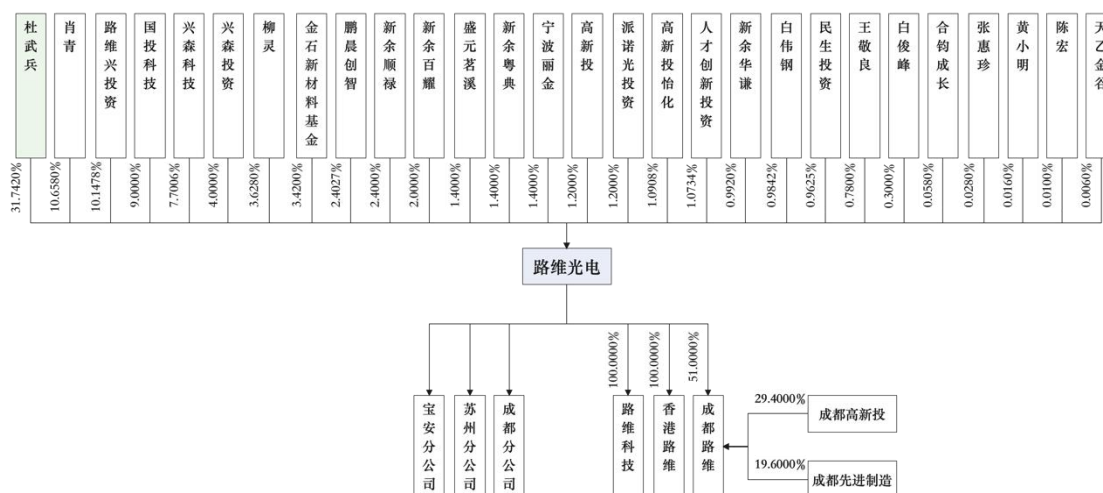 杜武兵
肖青
路维兴投资
国投科技
兴森科技
兴森投资
柳灵
金石新材料基金
鹏晨创智
新余顺禄
新余百耀
盛元茗溪
新余粤典
宁波丽金
高新投
派诺光投资
高新投怡化
人才创新投资
新余华谦
白伟钢
民生投资
王敬良
白俊峰
合钧成长
张惠珍
黄小明
陈宏
天乙金谷
31.7420%
10.6580%
10.1478%
9.0000%
7.7006%
4.0000%
3.6280%
3.4200%
2.4027%
2.4000%
2.0000%
1.4000%
1.4000%
1.4000%
1.2000%
1.2000%
1.0908%
1.0734%
0.9920%
0.9842%
0.9625%
0.7800%
0.3000%
0.0580%
0.0280%
0.0160%
0.0100%
0.0060%
路维光电
100.0000%
100.0000%
51.0000%
宝安分公司
苏州分公司
成都分公司
路维科技
香港路维
成都路维
29.4000%
成都高新投
19.6000%
成都先进制造